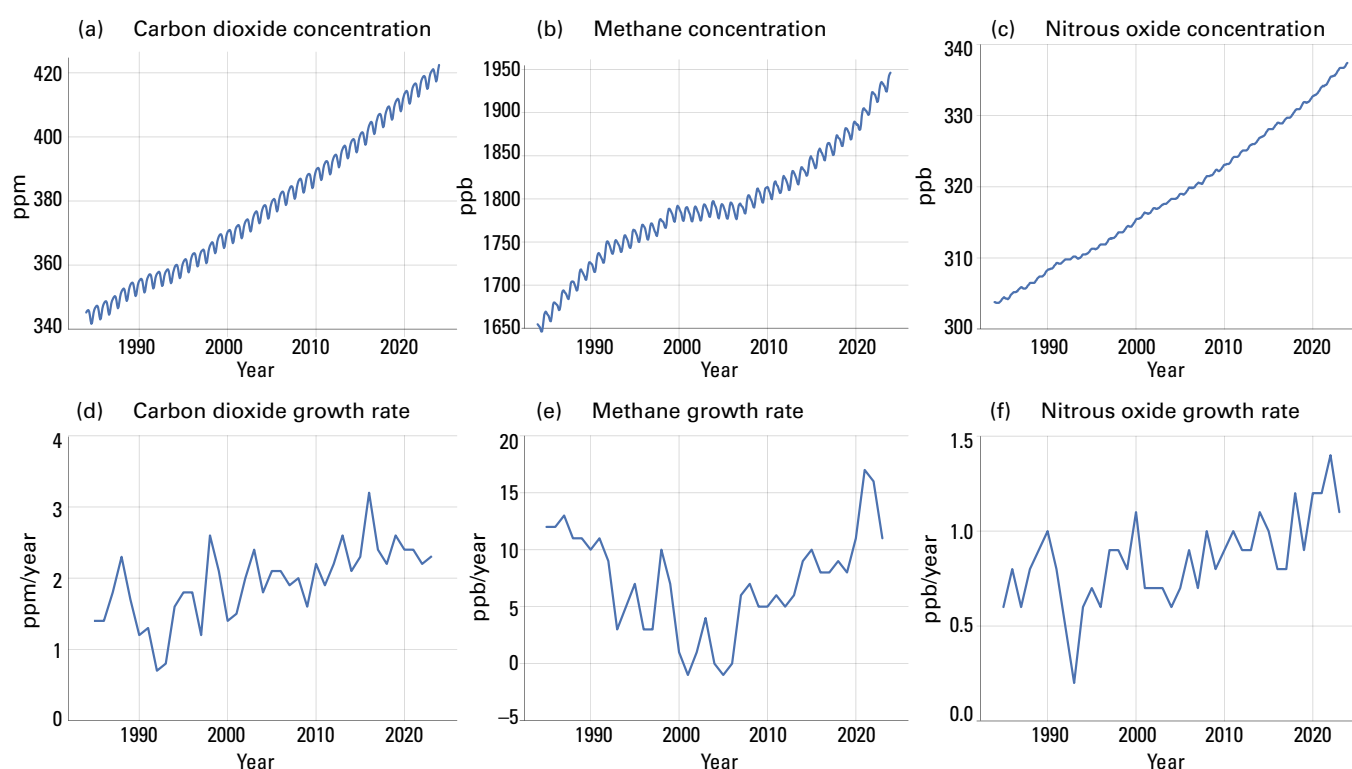 (a) Carbon dioxide concentration
420
400
380
360
340
ppm
1990 2000 2010 2020
Year
(b) Methane concentration
1950
1900
1850
1800
1750
1700
1650
ppb
1990 2000 2010 2020
Year
(c) Nitrous oxide concentration
340
330
320
310
300
ppb
1990 2000 2010 2020
Year
(d) Carbon dioxide growth rate
4
3
2
1
0
ppm/year
1990 2000 2010 2020
Year
(e) Methane growth rate
20
15
10
5
0
–5
ppb/year
1990 2000 2010 2020
Year
(f) Nitrous oxide growth rate
1.5
1.0
0.5
0.0
ppb/year
1990 2000 2010 2020
Year